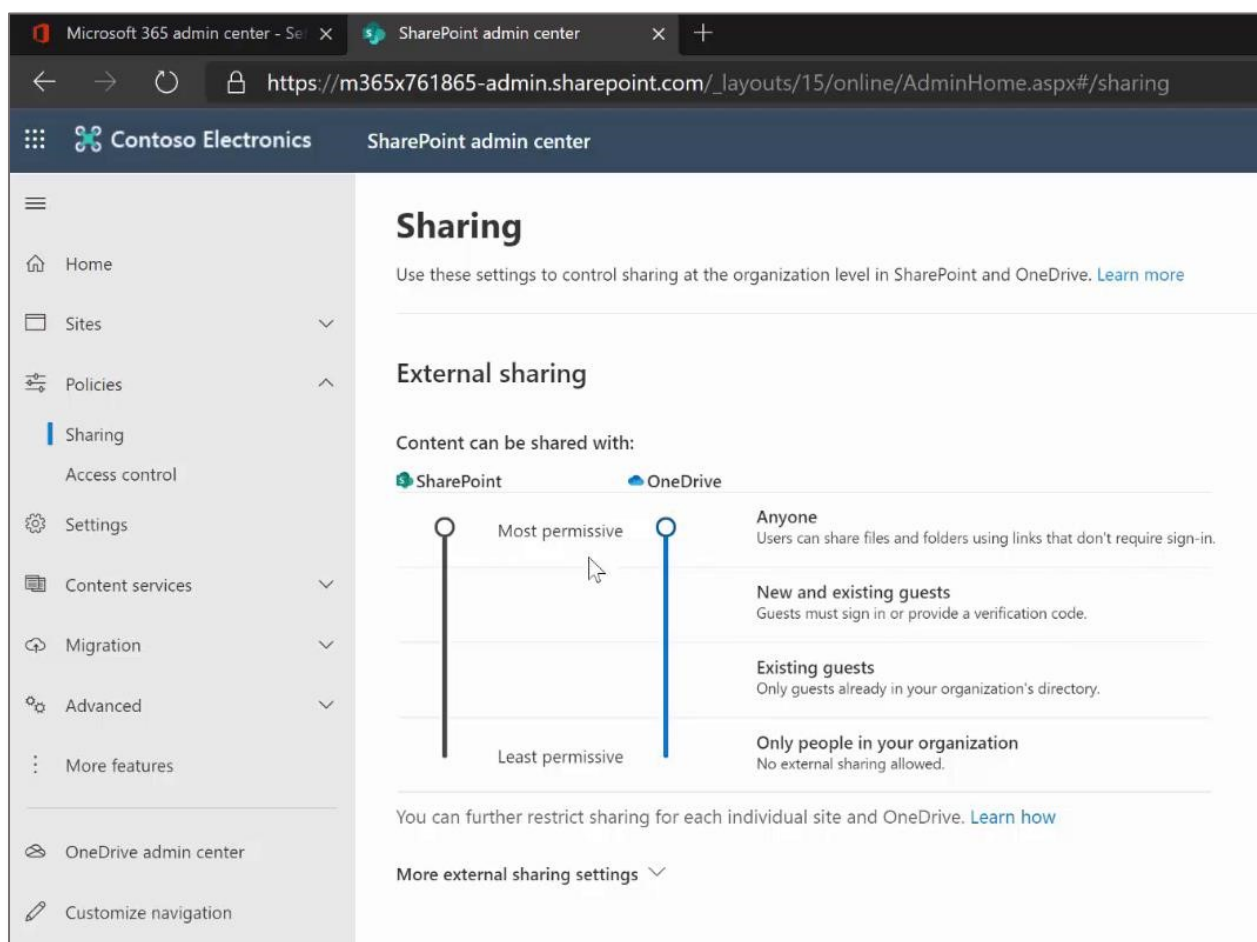 Microsoft 365 admin center - Se
SharePoint admin center
https://m365x761865-admin.sharepoint.com/_layouts/15/online/AdminHome.aspx#/sharing
Contoso Electronics
SharePoint admin center
Home
Sites
Policies
Sharing
Access control
Settings
Content services
Migration
Advanced
More features
OneDrive admin center
Customize navigation
Sharing
Use these settings to control sharing at the organization level in SharePoint and OneDrive. Learn more
External sharing
Content can be shared with:
SharePoint
OneDrive
Most permissive
Anyone
Users can share files and folders using links that don't require sign-in.
New and existing guests
Guests must sign in or provide a verification code.
Existing guests
Only guests already in your organization's directory.
Least permissive
Only people in your organization
No external sharing allowed.
You can further restrict sharing for each individual site and OneDrive. Learn how
More external sharing settings